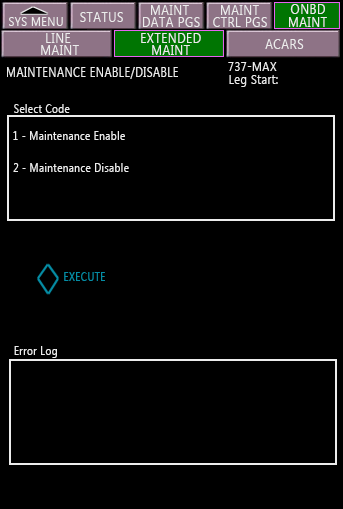 SYS MENU
STATUS
MAINT
DATA PGS
MAINT
CTRL PGS
ONBD
MAINT
LINE
MAINT
EXTENDED
MAINT
ACARS
MAINTENANCE ENABLE/DISABLE
737-MAX
Leg Start:
Select Code
1 - Maintenance Enable
2 - Maintenance Disable
EXECUTE
Error Log